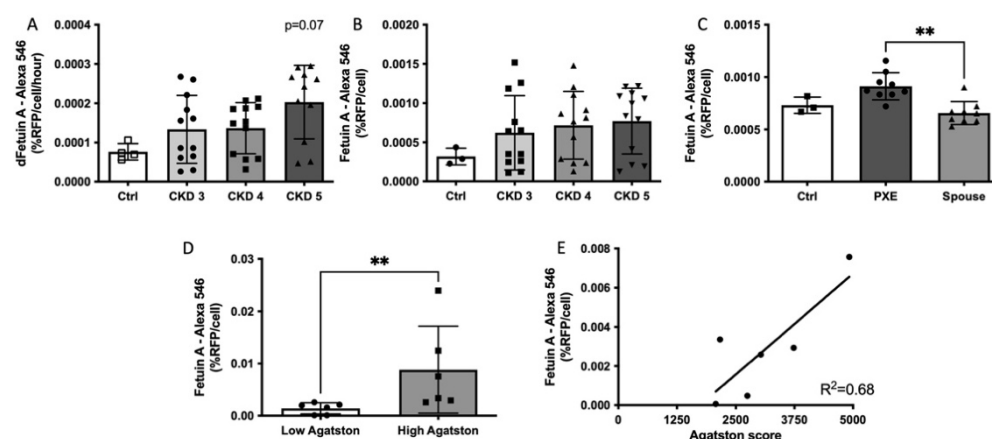 A
dFetuin A - Alexa 546
(%RFP/cell/hour)
0.0004
0.0003
0.0002
0.0001
0.0000
p=0.07
Ctrl CKD 3 CKD 4 CKD 5
B
Fetuin A - Alexa 546
(%RFP/cell)
0.0020
0.0015
0.0010
0.0005
0.0000
Ctrl CKD 3 CKD 4 CKD 5
C
Fetuin A - Alexa 546
(%RFP/cell)
0.0015
0.0010
0.0005
0.0000
**
Ctrl PXE Spouse
D
Fetuin A - Alexa 546
(%RFP/cell)
0.03
0.02
0.01
0.00
**
Low Agatston High Agatston
E
Fetuin A - Alexa 546
(%RFP/cell)
0.008
0.006
0.004
0.002
0.000
R²=0.68
0 1250 2500 3750 5000
Agatston score